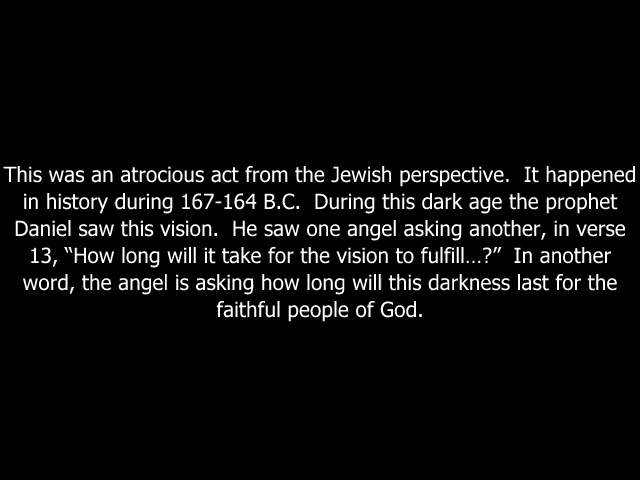 This was an atrocious act from the Jewish perspective.  It happened
in history during 167-164 B.C.  During this dark age the prophet
Daniel saw this vision.  He saw one angel asking another, in verse
13, “How long will it take for the vision to fulfill…?”  In another
word, the angel is asking how long will this darkness last for the
faithful people of God.